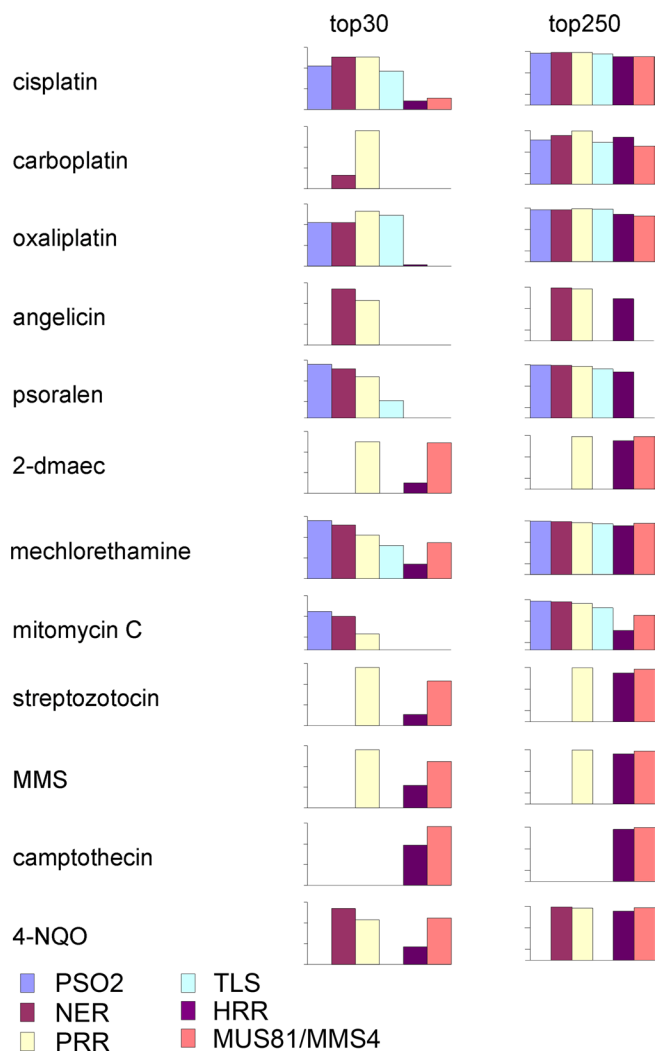 top30 top250
cisplatin
carboplatin
oxaliplatin
angelicin
psoralen
2-dmaec
mechlorethamine
mitomycin C
streptozotocin
MMS
camptothecin
4-NQO
PSO2 TLS
NER HRR
PRR MUS81/MMS4